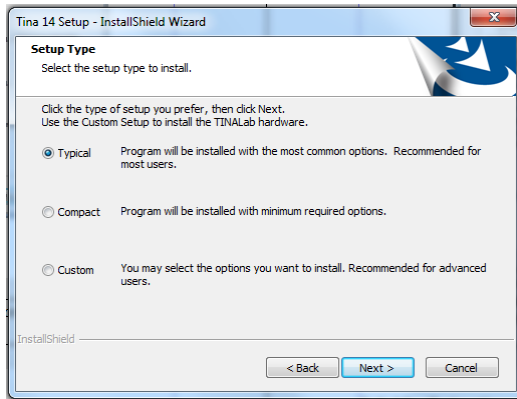 Tina 14 Setup - InstallShield Wizard
Setup Type
Select the setup type to install.
Click the type of setup you prefer, then click Next.
Use the Custom Setup to install the TINALab hardware.
Typical Program will be installed with the most common options. Recommended for
most users.
Compact Program will be installed with minimum required options.
Custom You may select the options you want to install. Recommended for advanced
users.
InstallShield
< Back Next > Cancel